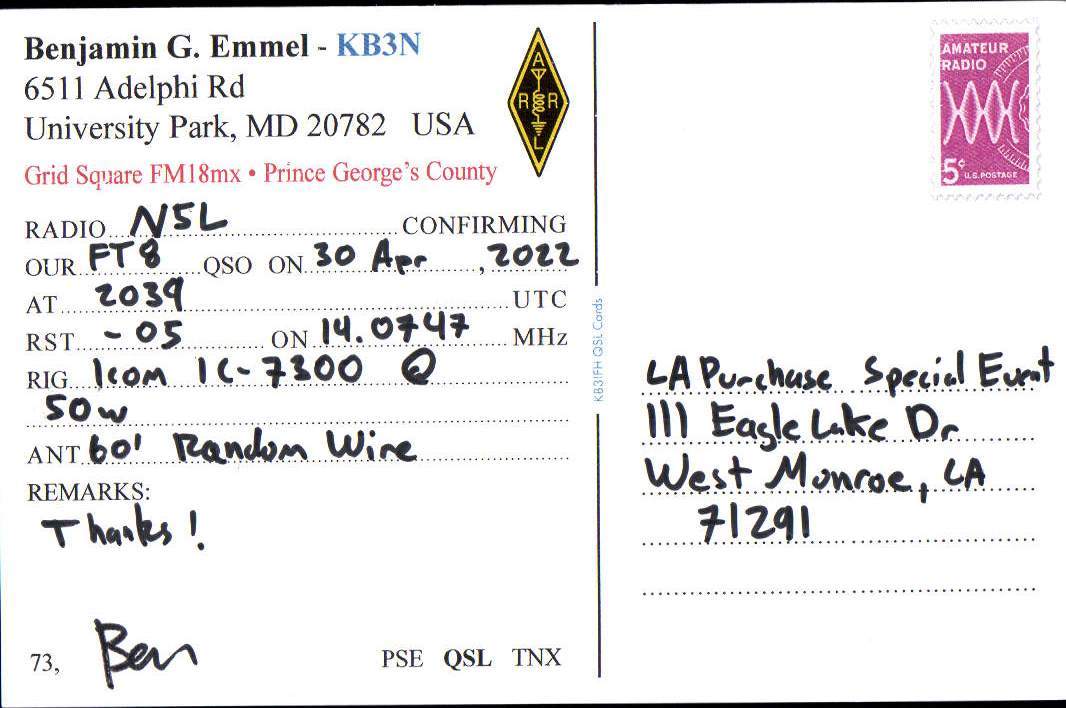 Benjamin G. Emmel - KB3N
6511 Adelphi Rd
University Park, MD 20782 USA
Grid Square FM18mx • Prince George's County
A
R R
L
RADIO N5L CONFIRMING
OUR FT8 QSO ON 30 Apr, 2022
AT 2039 UTC
RST -05 ON 14.0747 MHz
RIG Icom IC-7300 @
50w
ANT 60' Random Wire
REMARKS:
Thanks!
73, Ben PSE QSL TNX
KB3IFH QSL Cards
AMATEUR
RADIO
5¢ U.S. POSTAGE
LA Purchase Special Event
111 Eagle Lake Dr
West Monroe, LA
71291